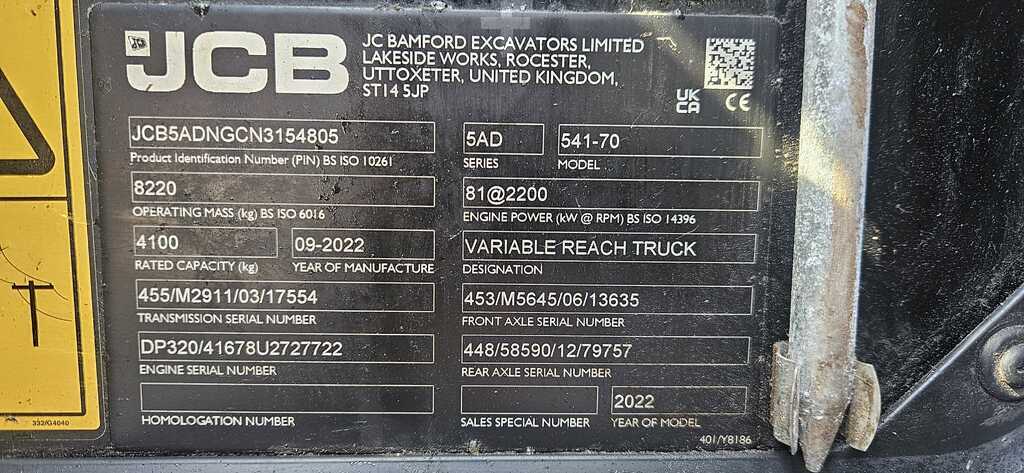 JCB
JC BAMFORD EXCAVATORS LIMITED
LAKESIDE WORKS, ROCESTER,
UTTOXETER, UNITED KINGDOM,
ST14 5JP
UK
CA
CE
JCB5ADNGCN3154805
Product Identification Number (PIN) BS ISO 10261
5AD
SERIES
541-70
MODEL
8220
OPERATING MASS (kg) BS ISO 6016
81@2200
ENGINE POWER (kW @ RPM) BS ISO 14396
4100
RATED CAPACITY (kg)
09-2022
YEAR OF MANUFACTURE
VARIABLE REACH TRUCK
DESIGNATION
455/M2911/03/17554
TRANSMISSION SERIAL NUMBER
453/M5645/06/13635
FRONT AXLE SERIAL NUMBER
DP320/41678U2727722
ENGINE SERIAL NUMBER
448/58590/12/79757
REAR AXLE SERIAL NUMBER
HOMOLOGATION NUMBER
SALES SPECIAL NUMBER
2022
YEAR OF MODEL
401/Y8186
332/G4040